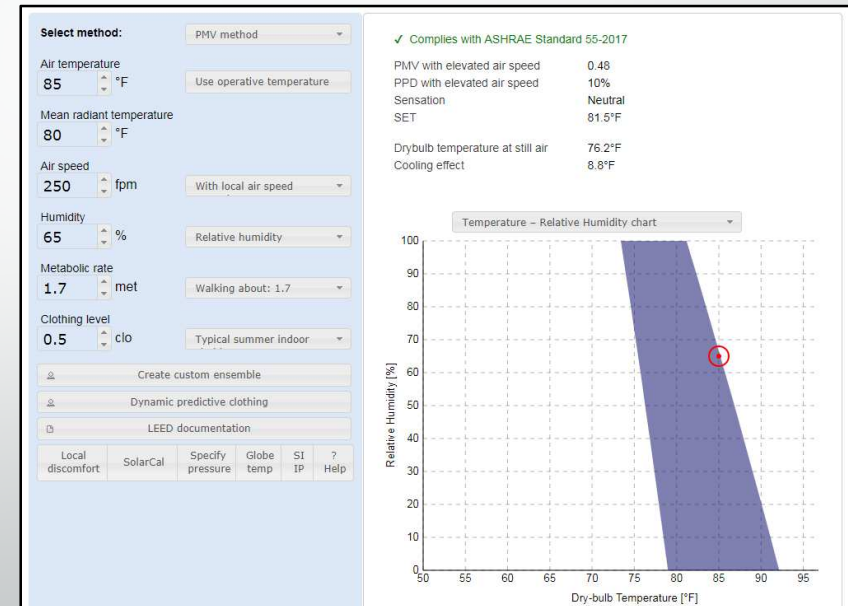 Select method: PMV method
Air temperature
85 °F Use operative temperature
Mean radiant temperature
80 °F
Air speed
250 fpm With local air speed
Humidity
65 % Relative humidity
Metabolic rate
1.7 met Walking about: 1.7
Clothing level
0.5 clo Typical summer indoor
Create custom ensemble
Dynamic predictive clothing
LEED documentation
Local discomfort
SolarCal
Specify pressure
Globe temp
SI IP
? Help
✓ Complies with ASHRAE Standard 55-2017
PMV with elevated air speed 0.48
PPD with elevated air speed 10%
Sensation Neutral
SET 81.5°F
Drybulb temperature at still air 76.2°F
Cooling effect 8.8°F
Temperature – Relative Humidity chart
100
90
80
70
60
50
40
30
20
10
0
Relative Humidity [%]
50 55 60 65 70 75 80 85 90 95
Dry-bulb Temperature [°F]